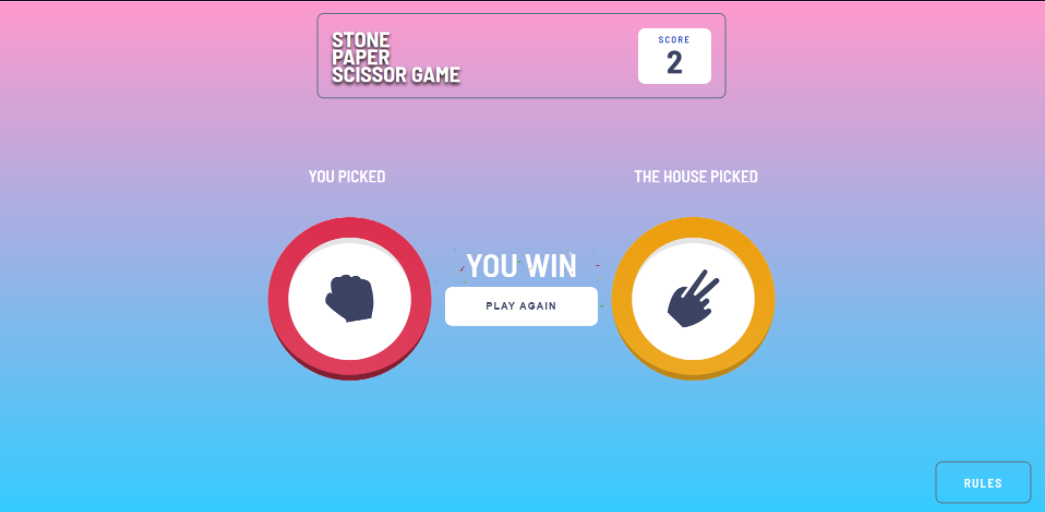 STONE
PAPER
SCISSOR GAME
SCORE
2
YOU PICKED
THE HOUSE PICKED
YOU WIN
PLAY AGAIN
RULES